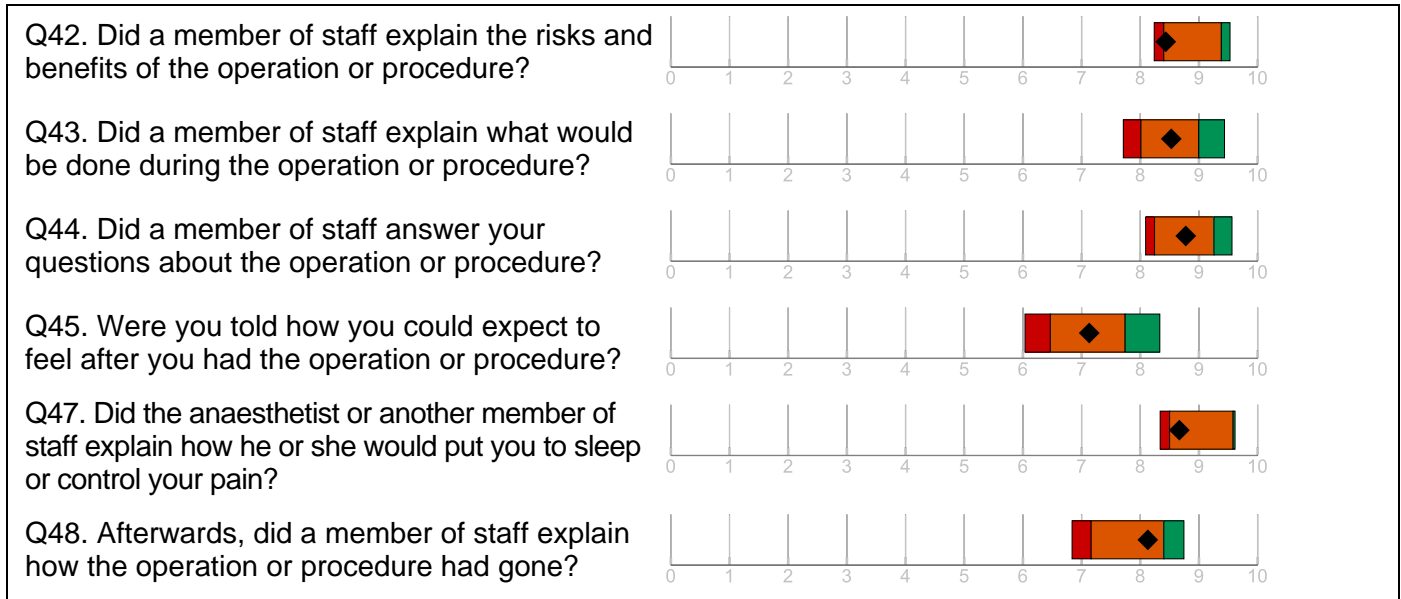 Q42. Did a member of staff explain the risks and
benefits of the operation or procedure?
0 1 2 3 4 5 6 7 8 9 10
Q43. Did a member of staff explain what would
be done during the operation or procedure?
0 1 2 3 4 5 6 7 8 9 10
Q44. Did a member of staff answer your
questions about the operation or procedure?
0 1 2 3 4 5 6 7 8 9 10
Q45. Were you told how you could expect to
feel after you had the operation or procedure?
0 1 2 3 4 5 6 7 8 9 10
Q47. Did the anaesthetist or another member of
staff explain how he or she would put you to sleep
or control your pain?
0 1 2 3 4 5 6 7 8 9 10
Q48. Afterwards, did a member of staff explain
how the operation or procedure had gone?
0 1 2 3 4 5 6 7 8 9 10